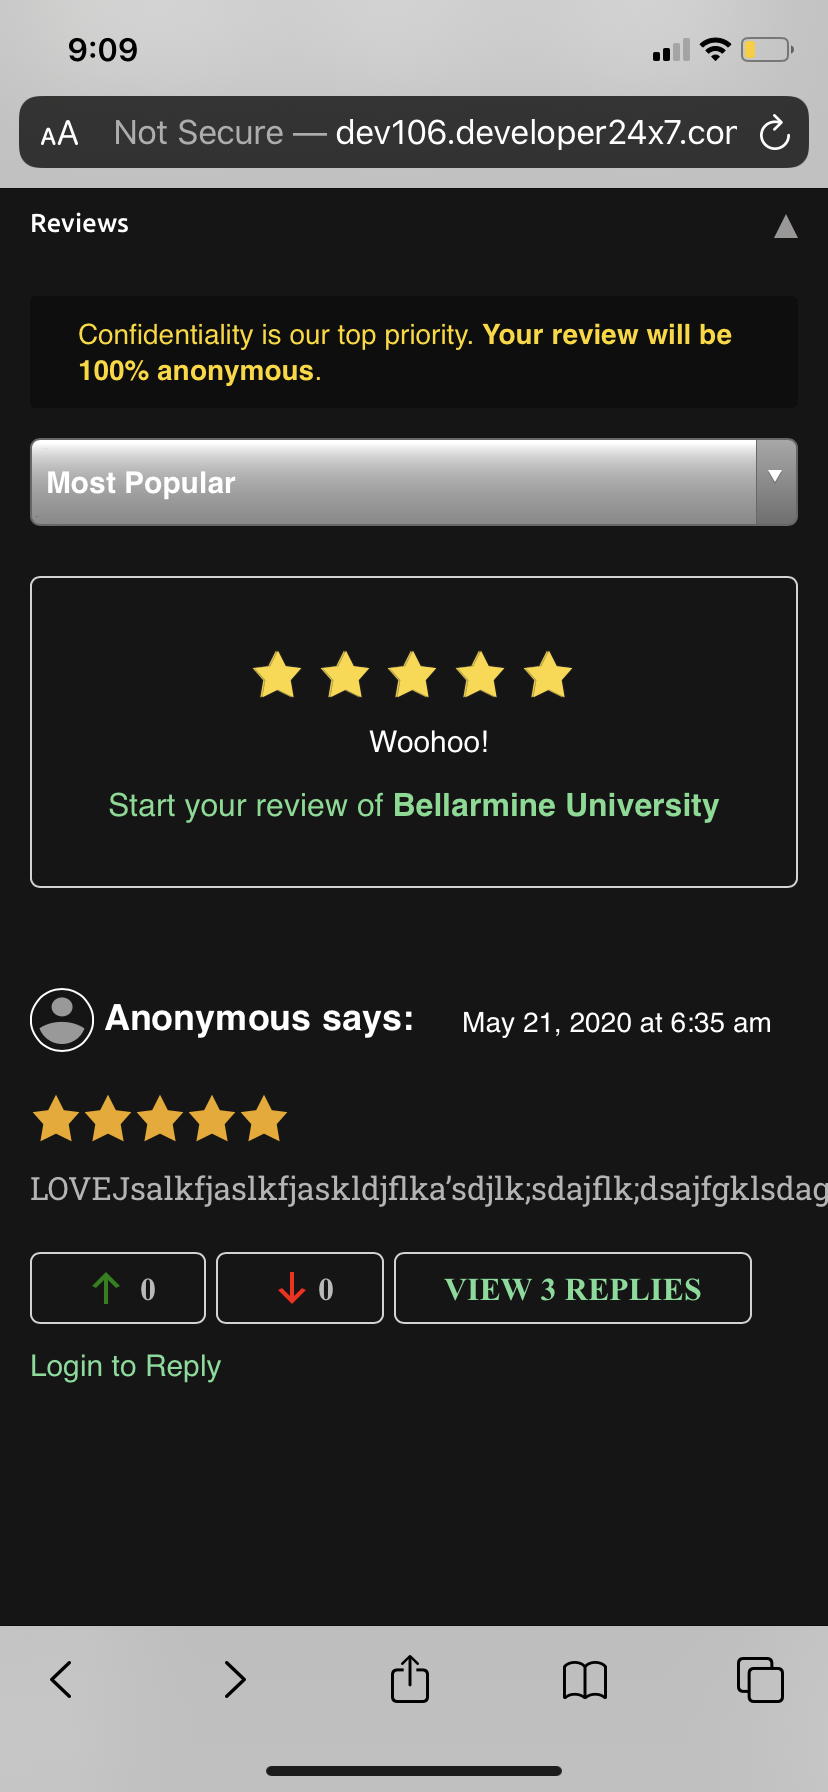 9:09
AA Not Secure — dev106.developer24x7.cor
Reviews
Confidentiality is our top priority. Your review will be
100% anonymous.
Most Popular
Woohoo!
Start your review of Bellarmine University
Anonymous says: May 21, 2020 at 6:35 am
LOVEJsalkfjaslkfjaskldjflka’sdjlk;sdajflk;dsajfgklsdag
0 0 VIEW 3 REPLIES
Login to Reply